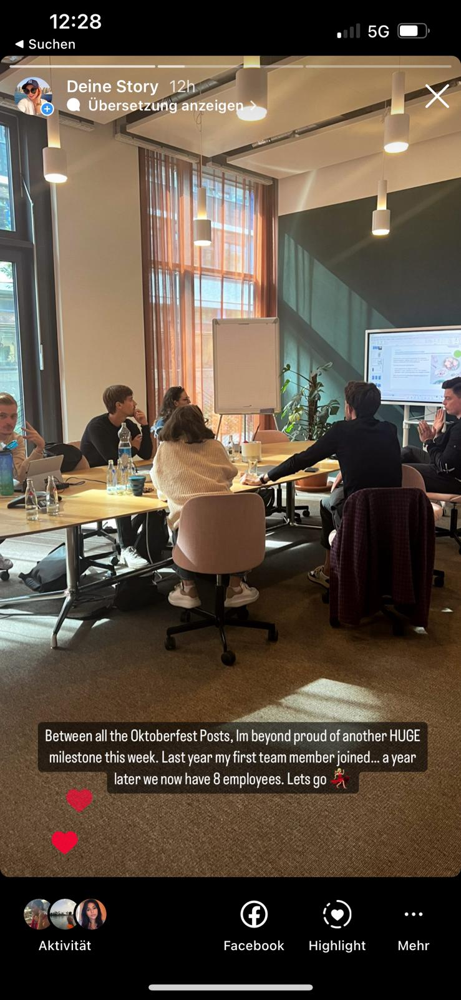 12:28
5G
◀ Suchen
Deine Story 12h
Übersetzung anzeigen >
Between all the Oktoberfest Posts, Im beyond proud of another HUGE
milestone this week. Last year my first team member joined... a year
later we now have 8 employees. Lets go 💃
Aktivität
Facebook
Highlight
Mehr